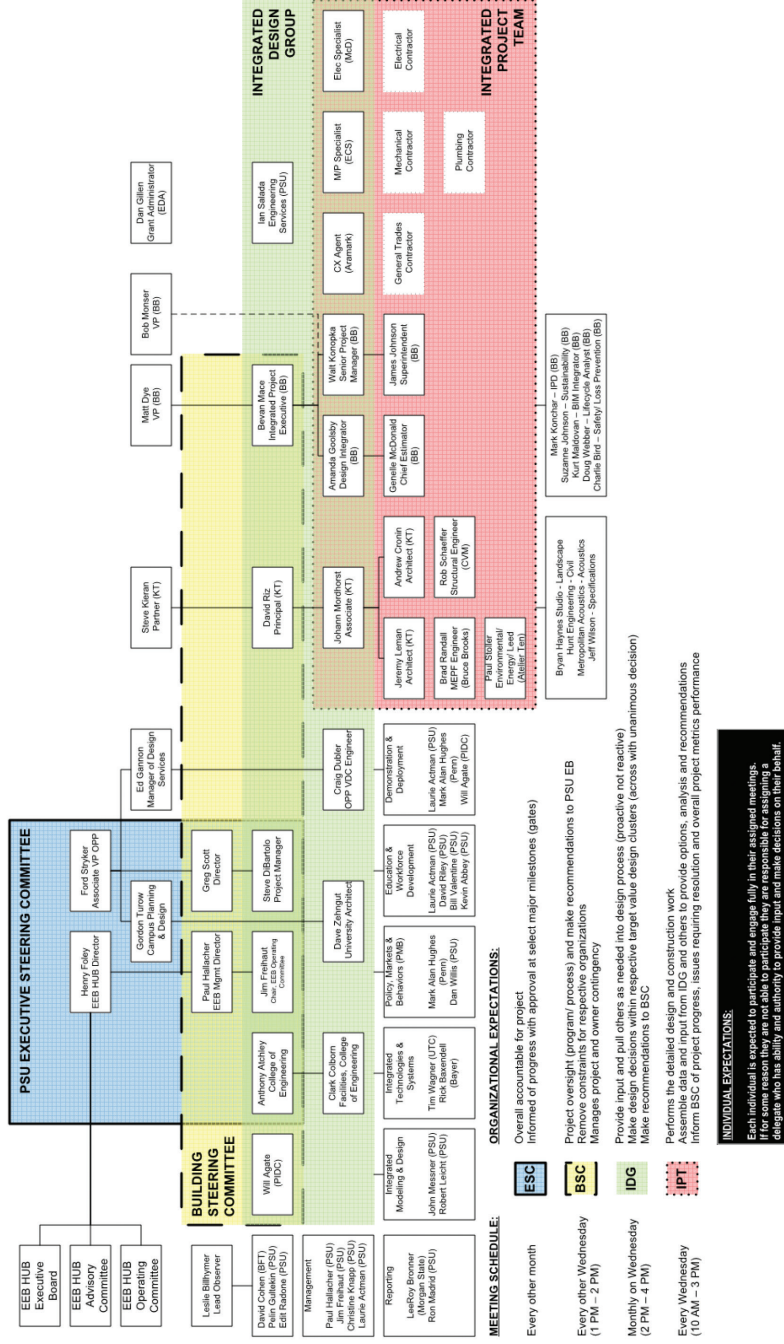 EEB HUB
Executive
Board
EEB HUB
Advisory
Committee
EEB HUB
Operating
Committee
PSU EXECUTIVE STEERING COMMITTEE
Henry Foley
EEB HUB Director
Ford Stryker
Associate VP OPP
Gordon Turow
Campus Planning
& Design
Ed Gannon
Manager of Design
Services
Steve Kieran
Partner (KT)
Matt Dye
VP (BB)
Bob Monser
VP (BB)
Dan Gillen
Grant Administrator
(EDA)
Leslie Billhymer
Lead Observer
BUILDING
STEERING
COMMITTEE
Paul Hallacher
EEB Mgmt Director
Greg Scott
Director
David Cohen (BFT)
Pelin Gultekin (PSU)
Edit Radone (PSU)
Will Agate
(PIDC)
Anthony Atchley
College of
Engineering
Jim Freihaut
Chair, EEB Operating
Committee
Steve DiBartolo
Project Manager
David Riz
Principal (KT)
Bevan Mace
Integrated Project
Executive (BB)
Ian Salada
Engineering
Services (PSU)
INTEGRATED
DESIGN
GROUP
Management
Paul Hallacher (PSU)
Jim Freihaut (PSU)
Christine Knapp (PSU)
Laurie Actman (PSU)
Clark Colborn
Facilities, College
of Engineering
Dave Zehngut
University Architect
Craig Dubler
OPP VDC Engineer
Johann Mordhorst
Associate (KT)
Amanda Goolsby
Design Integrator
(BB)
Walt Konopka
Senior Project
Manager (BB)
CX Agent
(Aramark)
M/P Specialist
(ECS)
Elec Specialist
(McD)
Reporting
LeeRoy Bronner
(Morgan State)
Ron Madrid (PSU)
Integrated
Modeling & Design
John Messner (PSU)
Robert Leicht (PSU)
Integrated
Technologies &
Systems
Tim Wagner (UTC)
Rick Baxendell
(Bayer)
Policy, Markets &
Behaviors (PMB)
Mark Alan Hughes
(Penn)
Dan Willis (PSU)
Education &
Workforce
Development
Laurie Actman (PSU)
David Riley (PSU)
Bill Valentine (PSU)
Kevin Abbey (PSU)
Demonstration &
Deployment
Laurie Actman (PSU)
Mark Alan Hughes
(Penn)
Will Agate (PIDC)
Jeremy Leman
Architect (KT)
Andrew Cronin
Architect (KT)
Genelle McDonald
Chief Estimator
(BB)
James Johnson
Superintendent
(BB)
General Trades
Contractor
Mechanical
Contractor
Electrical
Contractor
Brad Randall
MEPF Engineer
(Bruce Brooks)
Rob Schaeffer
Structural Engineer
(CVM)
Plumbing
Contractor
Paul Stoller
Environmental/
Energy/ Leed
(Atelier Ten)
INTEGRATED
PROJECT
TEAM
Bryan Haynes Studio - Landscape
Hunt Engineering - Civil
Metropolitan Acoustics - Acoustics
Jeff Wilson - Specifications
Mark Konchar – IPD (BB)
Suzanne Johnson – Sustainability (BB)
Kurt Maldovan – BIM Integrator (BB)
Doug Webber – Lifecycle Analyst (BB)
Charlie Bird – Safety/ Loss Prevention (BB)
MEETING SCHEDULE:
ORGANIZATIONAL EXPECTATIONS:
Every other month
ESC
Overall accountable for project
Informed of progress with approval at select major milestones (gates)
Every other Wednesday
(1 PM – 2 PM)
BSC
Project oversight (program/ process) and make recommendations to PSU EB
Remove constraints for respective organizations
Manages project and owner contingency
Monthly on Wednesday
(2 PM – 4 PM)
IDG
Provide input and pull others as needed into design process (proactive not reactive)
Make design decisions within respective target value design clusters (across with unanimous decision)
Make recommendations to BSC
Every Wednesday
(10 AM – 3 PM)
IPT
Performs the detailed design and construction work
Assemble data and input from IDG and others to provide options, analysis and recommendations
Inform BSC of project progress, issues requiring resolution and overall project metrics performance
INDIVIDUAL EXPECTATIONS:
Each individual is expected to participate and engage fully in their assigned meetings.
If for some reason they are not able to participate they are responsible for assigning a
delegate who has ability and authority to provide input and make decisions on their behalf.